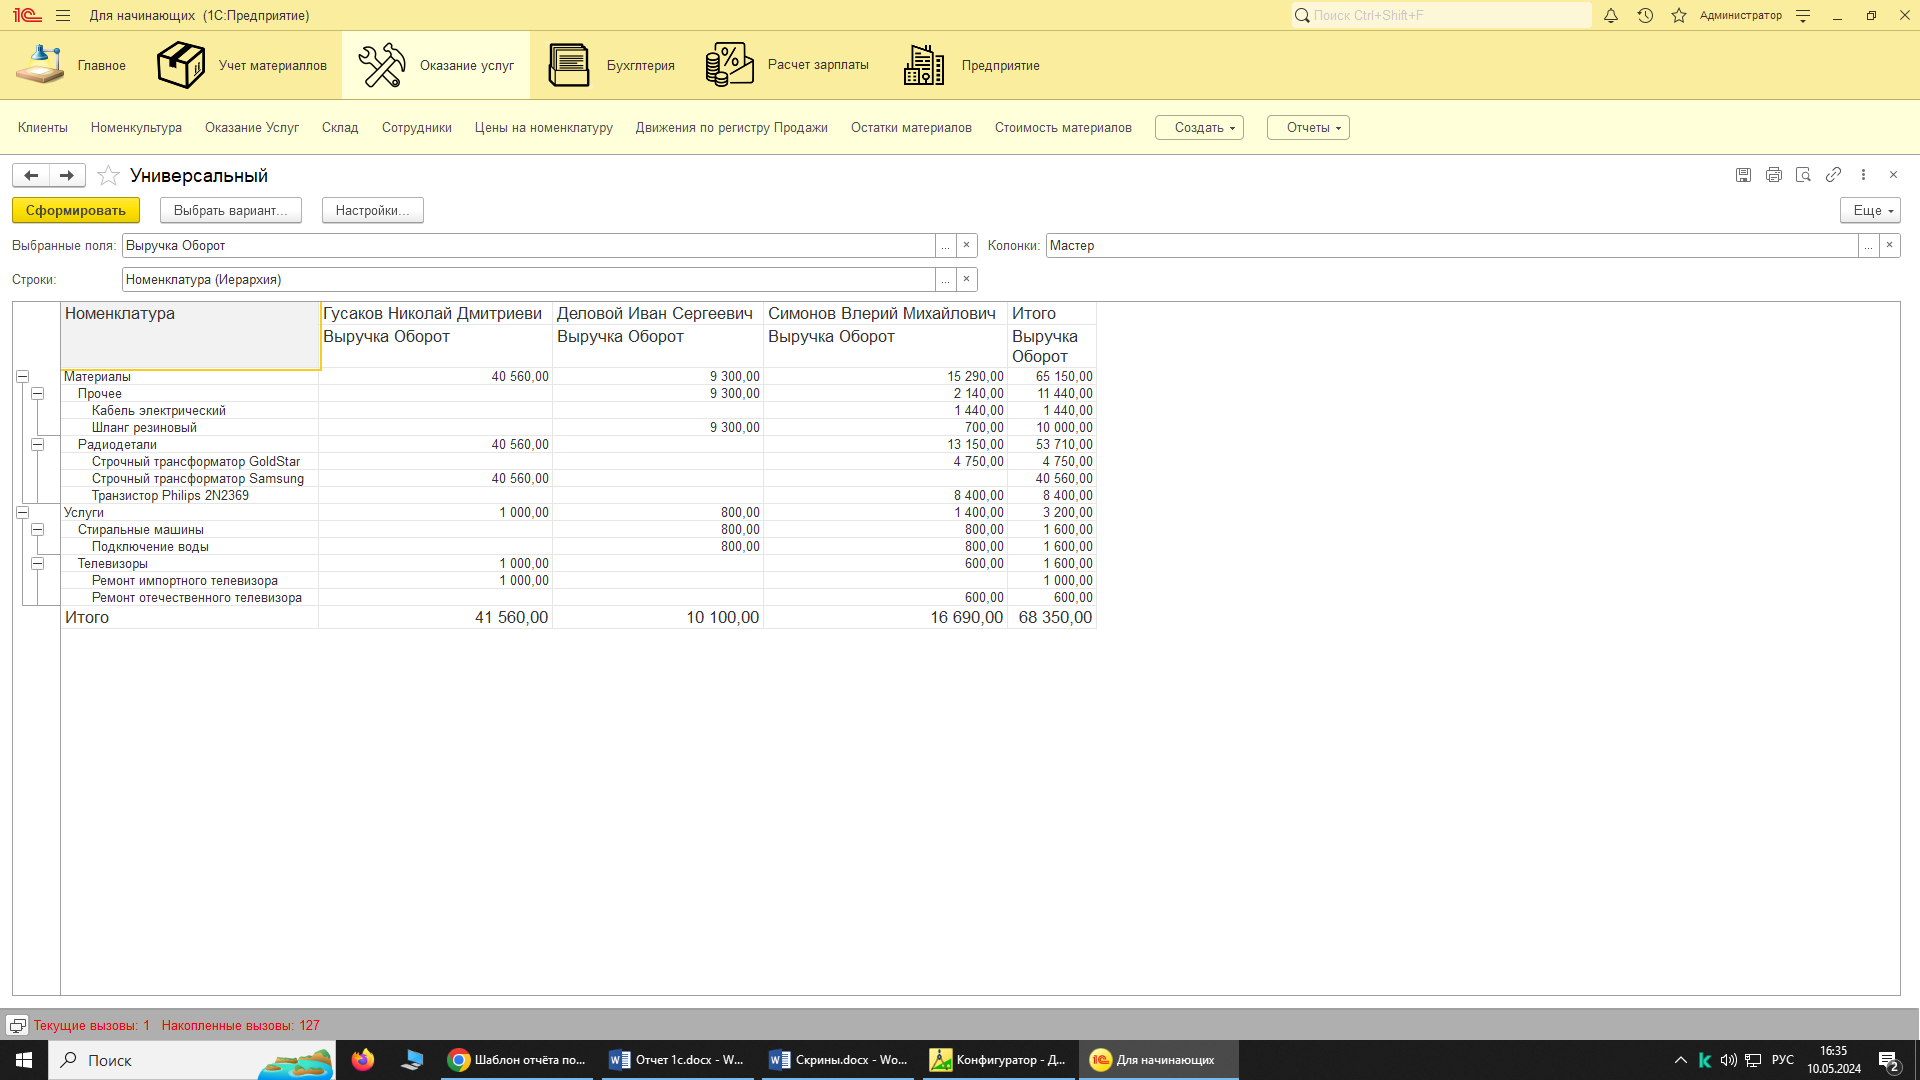 1С Для начинающих (1С:Предприятие) Поиск Ctrl+Shift+F Администратор
Главное Учет материаллов Оказание услуг Бухглтерия Расчет зарплаты Предприятие
Клиенты Номенкультура Оказание Услуг Склад Сотрудники Цены на номенклатуру Движения по регистру Продажи Остатки материалов Стоимость материалов Создать Отчеты
Универсальный
Сформировать Выбрать вариант... Настройки... Еще
Выбранные поля: Выручка Оборот ... × Колонки: Мастер ... ×
Строки: Номенклатура (Иерархия) ... ×
Номенклатура Гусаков Николай Дмитриеви Деловой Иван Сергеевич Симонов Влерий Михайлович Итого
Выручка Оборот Выручка Оборот Выручка Оборот Выручка
Оборот
Материалы 40 560,00 9 300,00 15 290,00 65 150,00
Прочее 9 300,00 2 140,00 11 440,00
Кабель электрический 1 440,00 1 440,00
Шланг резиновый 9 300,00 700,00 10 000,00
Радиодетали 40 560,00 13 150,00 53 710,00
Строчный трансформатор GoldStar 4 750,00 4 750,00
Строчный трансформатор Samsung 40 560,00 40 560,00
Транзистор Philips 2N2369 8 400,00 8 400,00
Услуги 1 000,00 800,00 1 400,00 3 200,00
Стиральные машины 800,00 800,00 1 600,00
Подключение воды 800,00 800,00 1 600,00
Телевизоры 1 000,00 600,00 1 600,00
Ремонт импортного телевизора 1 000,00 1 000,00
Ремонт отечественного телевизора 600,00 600,00
Итого 41 560,00 10 100,00 16 690,00 68 350,00
Текущие вызовы: 1 Накопленные вызовы: 127
Поиск Шаблон отчёта по... Отчет 1с.docx - W... Скрины.docx - Wo... Конфигуратор - Д... Для начинающих РУС 16:35
10.05.2024 2